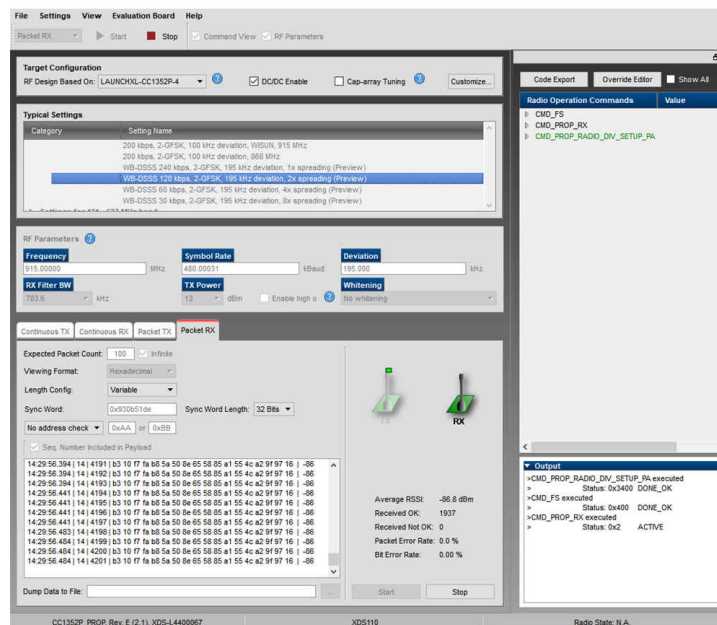 File Settings View Evaluation Board Help
Packet RX Start Stop Command View RF Parameters
Target Configuration
RF Design Based On: LAUNCHXL-CC1352P-4 DC/DC Enable Cap-array Tuning Customize...
Typical Settings
Category Setting Name
200 kbps, 2-GFSK, 100 kHz deviation, WISUN, 915 MHz
200 kbps, 2-GFSK, 100 kHz deviation, 868 MHz
WB-DSSS 240 kbps, 2-GFSK, 195 kHz deviation, 1x spreading (Preview)
WB-DSSS 120 kbps, 2-GFSK, 195 kHz deviation, 2x spreading (Preview)
WB-DSSS 60 kbps, 2-GFSK, 195 kHz deviation, 4x spreading (Preview)
WB-DSSS 30 kbps, 2-GFSK, 195 kHz deviation, 8x spreading (Preview)
RF Parameters
Frequency Symbol Rate Deviation
915.00000 MHz 480.00031 kBaud 195.000 kHz
RX Filter BW TX Power Whitening
783.6 kHz 13 dBm Enable high o No whitening
Continuous TX Continuous RX Packet TX Packet RX
Expected Packet Count: 100 Infinite
Viewing Format: Hexadecimal
Length Config: Variable
Sync Word: 0x930b51de Sync Word Length: 32 Bits
No address check 0xAA or 0xBB
Seq. Number Included in Payload
14:29:56.394 | 14 | 4191 | b3 10 f7 fa b8 5a 50 8e 65 58 85 a1 55 4c a2 9f 97 16 | -86
14:29:56.394 | 14 | 4192 | b3 10 f7 fa b8 5a 50 8e 65 58 85 a1 55 4c a2 9f 97 16 | -86
14:29:56.394 | 14 | 4193 | b3 10 f7 fa b8 5a 50 8e 65 58 85 a1 55 4c a2 9f 97 16 | -86
14:29:56.441 | 14 | 4194 | b3 10 f7 fa b8 5a 50 8e 65 58 85 a1 55 4c a2 9f 97 16 | -86
14:29:56.441 | 14 | 4195 | b3 10 f7 fa b8 5a 50 8e 65 58 85 a1 55 4c a2 9f 97 16 | -86
14:29:56.441 | 14 | 4196 | b3 10 f7 fa b8 5a 50 8e 65 58 85 a1 55 4c a2 9f 97 16 | -86
14:29:56.441 | 14 | 4197 | b3 10 f7 fa b8 5a 50 8e 65 58 85 a1 55 4c a2 9f 97 16 | -86
14:29:56.483 | 14 | 4198 | b3 10 f7 fa b8 5a 50 8e 65 58 85 a1 55 4c a2 9f 97 16 | -86
14:29:56.484 | 14 | 4199 | b3 10 f7 fa b8 5a 50 8e 65 58 85 a1 55 4c a2 9f 97 16 | -86
14:29:56.484 | 14 | 4200 | b3 10 f7 fa b8 5a 50 8e 65 58 85 a1 55 4c a2 9f 97 16 | -86
14:29:56.484 | 14 | 4201 | b3 10 f7 fa b8 5a 50 8e 65 58 85 a1 55 4c a2 9f 97 16 | -86
Dump Data to File: ...
TX RX
Average RSSI: -86.8 dBm
Received OK: 1937
Received Not OK: 0
Packet Error Rate: 0.0 %
Bit Error Rate: 0.00 %
Start Stop
Code Export Override Editor Show All
Radio Operation Commands Value
CMD_FS
CMD_PROP_RX
CMD_PROP_RADIO_DIV_SETUP_PA
Output
>CMD_PROP_RADIO_DIV_SETUP_PA executed
> Status: 0x3400 DONE_OK
>CMD_FS executed
> Status: 0x400 DONE_OK
>CMD_PROP_RX executed
> Status: 0x2 ACTIVE
CC1352P, PROP, Rev. E (2.1), XDS-L4400067 XDS110 Radio State: N.A.